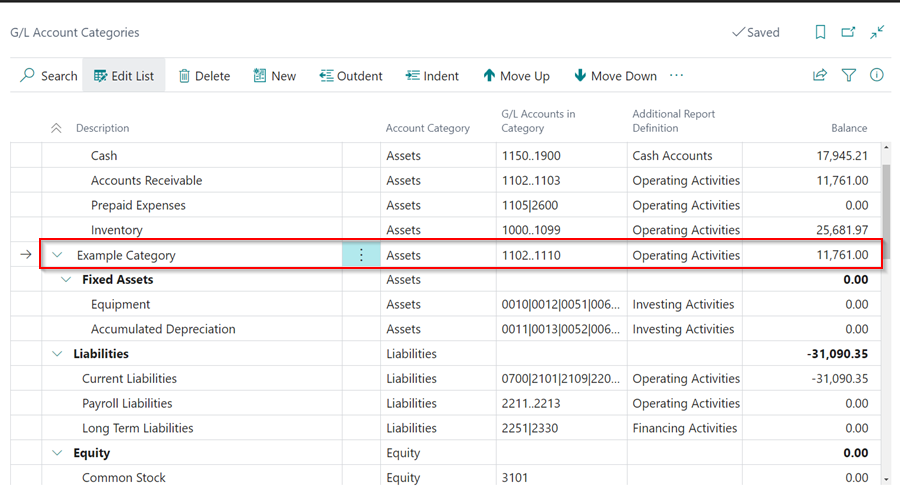 G/L Account Categories Saved
Search Edit List Delete New Outdent Indent Move Up Move Down ...
Description Account Category G/L Accounts in Category Additional Report Definition Balance
Cash Assets 1150..1900 Cash Accounts 17,945.21
Accounts Receivable Assets 1102..1103 Operating Activities 11,761.00
Prepaid Expenses Assets 1105|2600 Operating Activities 0.00
Inventory Assets 1000..1099 Operating Activities 25,681.97
Example Category Assets 1102..1110 Operating Activities 11,761.00
Fixed Assets Assets 0.00
Equipment Assets 0010|0012|0051|006... Investing Activities 0.00
Accumulated Depreciation Assets 0011|0013|0052|006... Investing Activities 0.00
Liabilities Liabilities -31,090.35
Current Liabilities Liabilities 0700|2101|2109|220... Operating Activities -31,090.35
Payroll Liabilities Liabilities 2211..2213 Operating Activities 0.00
Long Term Liabilities Liabilities 2251|2330 Financing Activities 0.00
Equity Equity 0.00
Common Stock Equity 3101 0.00